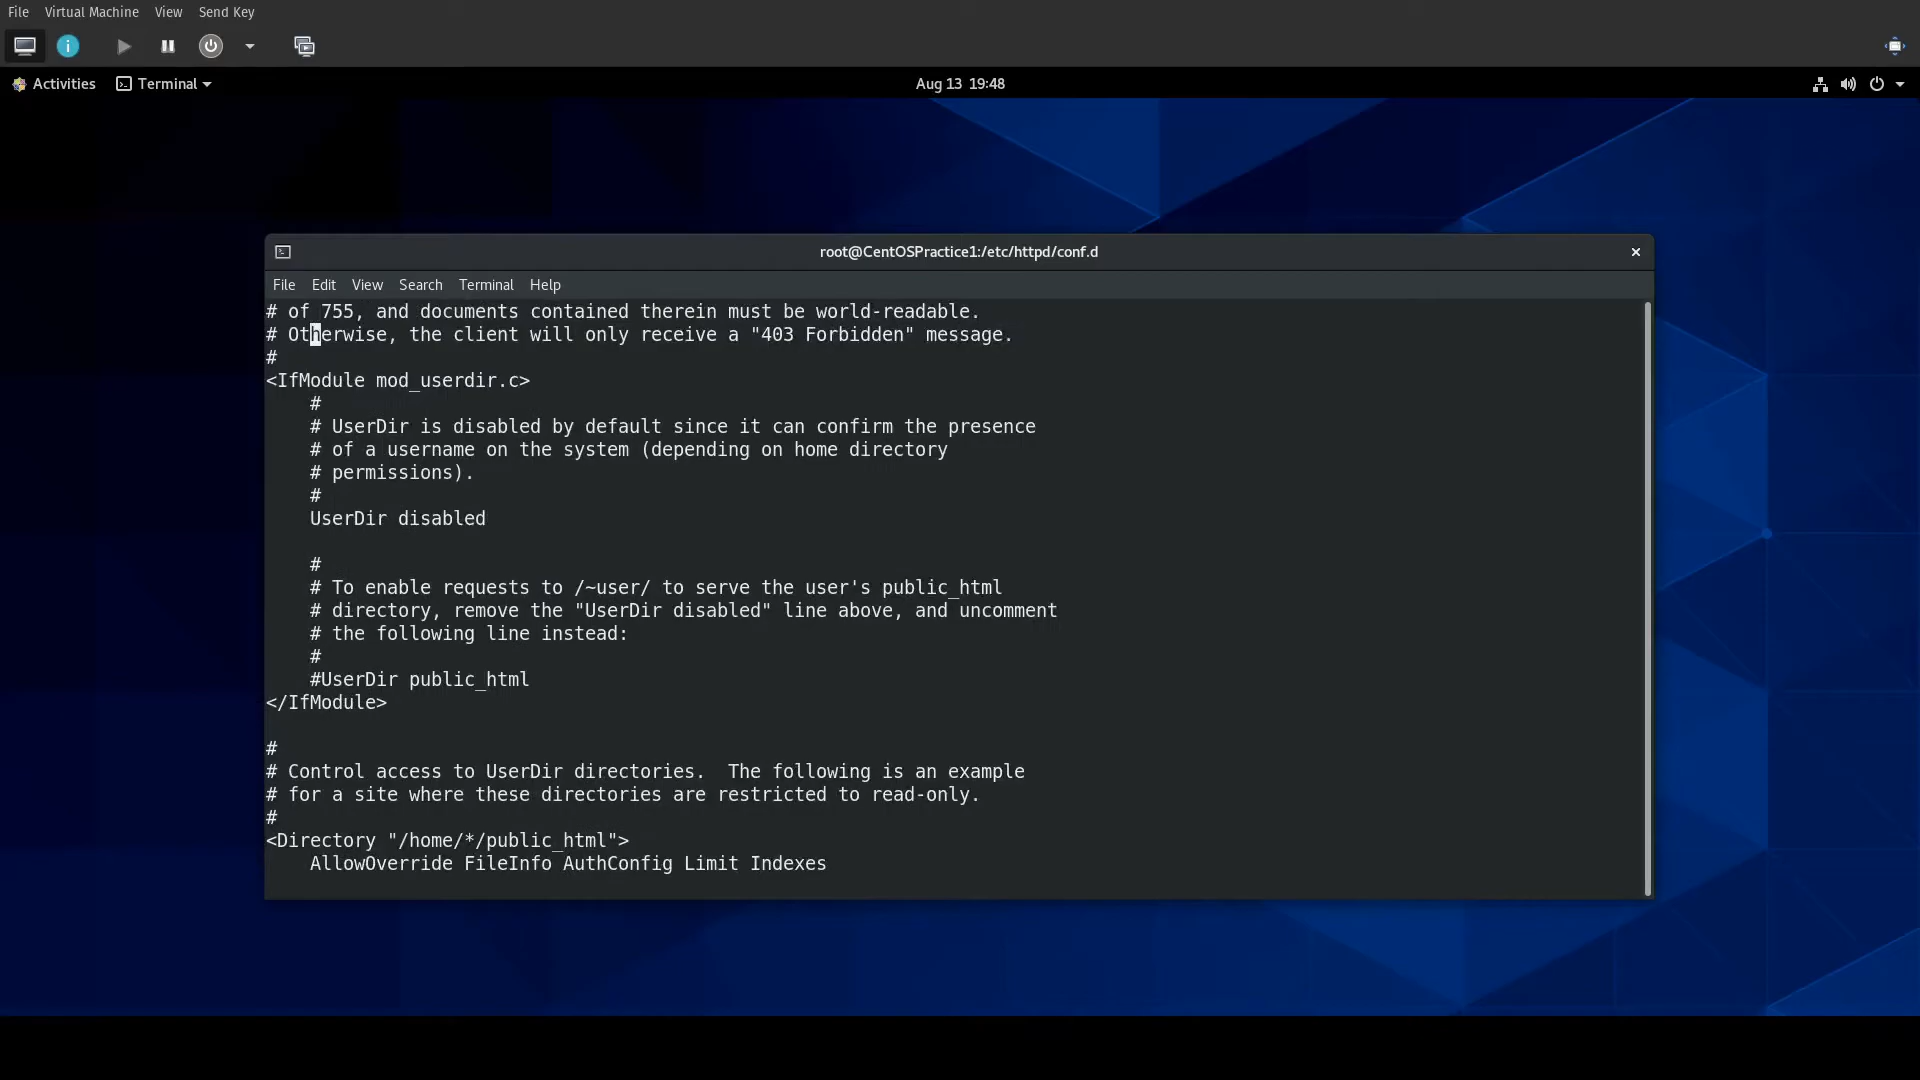 File Virtual Machine View Send Key
Activities Terminal Aug 13 19:48
root@CentOSPractice1:/etc/httpd/conf.d
File Edit View Search Terminal Help
# of 755, and documents contained therein must be world-readable.
# Otherwise, the client will only receive a "403 Forbidden" message.
#
<IfModule mod_userdir.c>
    #
    # UserDir is disabled by default since it can confirm the presence
    # of a username on the system (depending on home directory
    # permissions).
    #
    UserDir disabled

    #
    # To enable requests to /~user/ to serve the user's public_html
    # directory, remove the "UserDir disabled" line above, and uncomment
    # the following line instead:
    #
    #UserDir public_html
</IfModule>

#
# Control access to UserDir directories.  The following is an example
# for a site where these directories are restricted to read-only.
#
<Directory "/home/*/public_html">
    AllowOverride FileInfo AuthConfig Limit Indexes